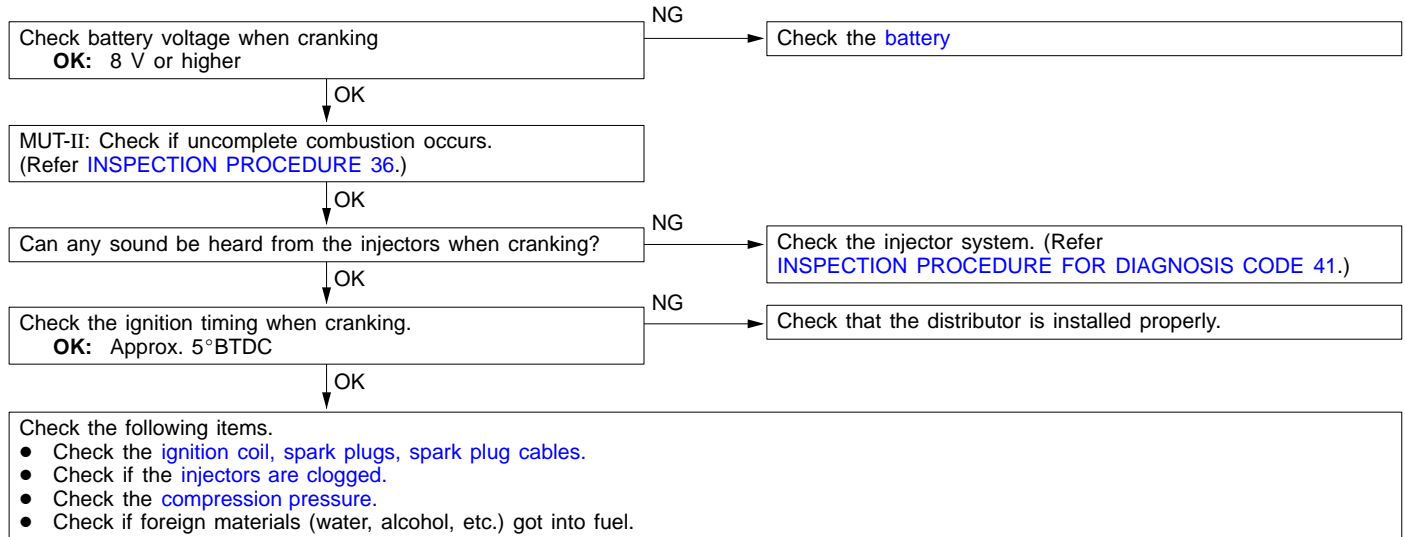 Check battery voltage when cranking
OK: 8 V or higher
NG
Check the battery
OK
MUT-II: Check if uncomplete combustion occurs.
(Refer INSPECTION PROCEDURE 36.)
OK
Can any sound be heard from the injectors when cranking?
NG
Check the injector system. (Refer
INSPECTION PROCEDURE FOR DIAGNOSIS CODE 41.)
OK
Check the ignition timing when cranking.
OK: Approx. 5°BTDC
NG
Check that the distributor is installed properly.
OK
Check the following items.
● Check the ignition coil, spark plugs, spark plug cables.
● Check if the injectors are clogged.
● Check the compression pressure.
● Check if foreign materials (water, alcohol, etc.) got into fuel.